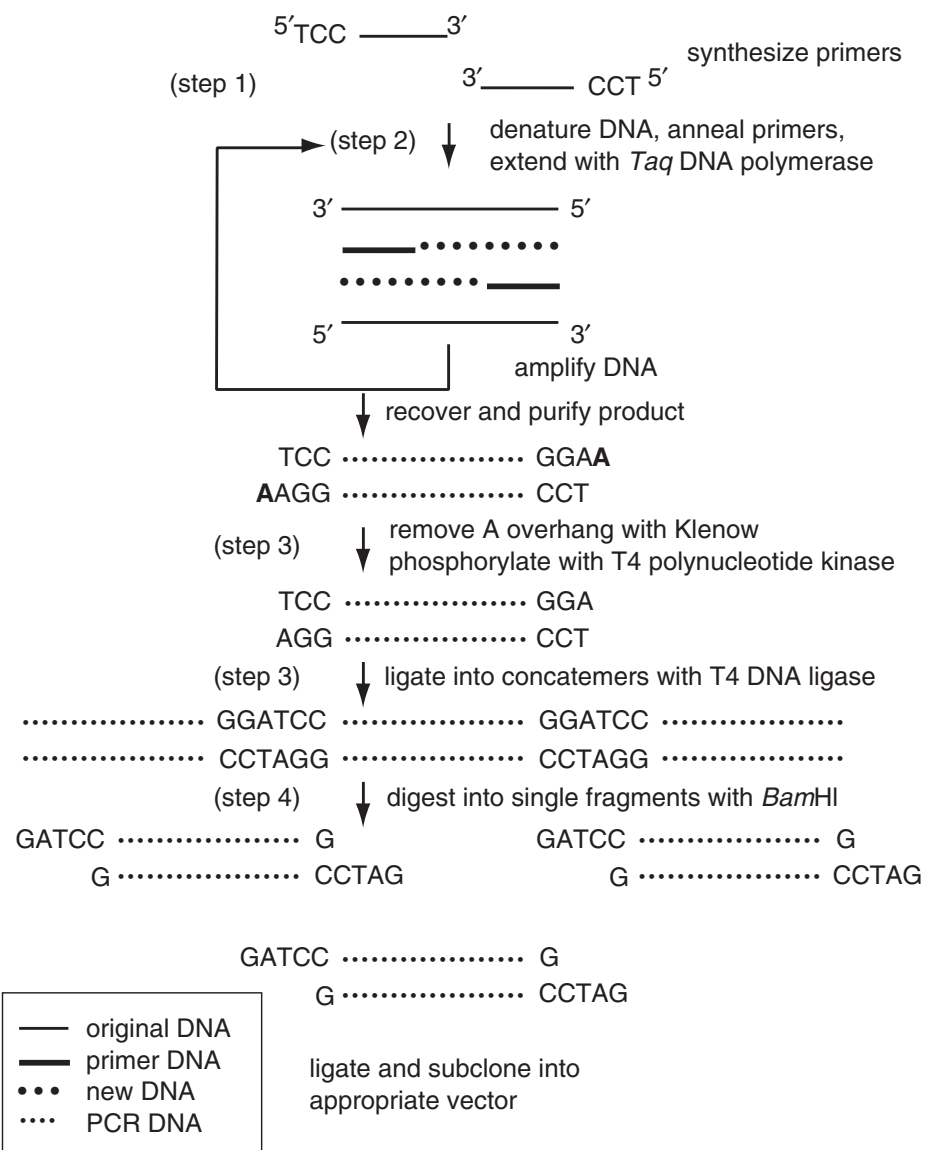 5′TCC 3′
synthesize primers
(step 1) 3′ CCT 5′
(step 2) denature DNA, anneal primers,
extend with Taq DNA polymerase
3′ 5′
5′ 3′
amplify DNA
recover and purify product
TCC .................. GGAA
AAGG .................. CCT
(step 3) remove A overhang with Klenow
phosphorylate with T4 polynucleotide kinase
TCC .................. GGA
AGG .................. CCT
(step 3) ligate into concatemers with T4 DNA ligase
.................. GGATCC .................. GGATCC ..................
.................. CCTAGG .................. CCTAGG ..................
(step 4) digest into single fragments with BamHI
GATCC .................. G GATCC .................. G
G .................. CCTAG G .................. CCTAG
GATCC .................. G
G .................. CCTAG
original DNA
primer DNA
new DNA
PCR DNA
ligate and subclone into
appropriate vector